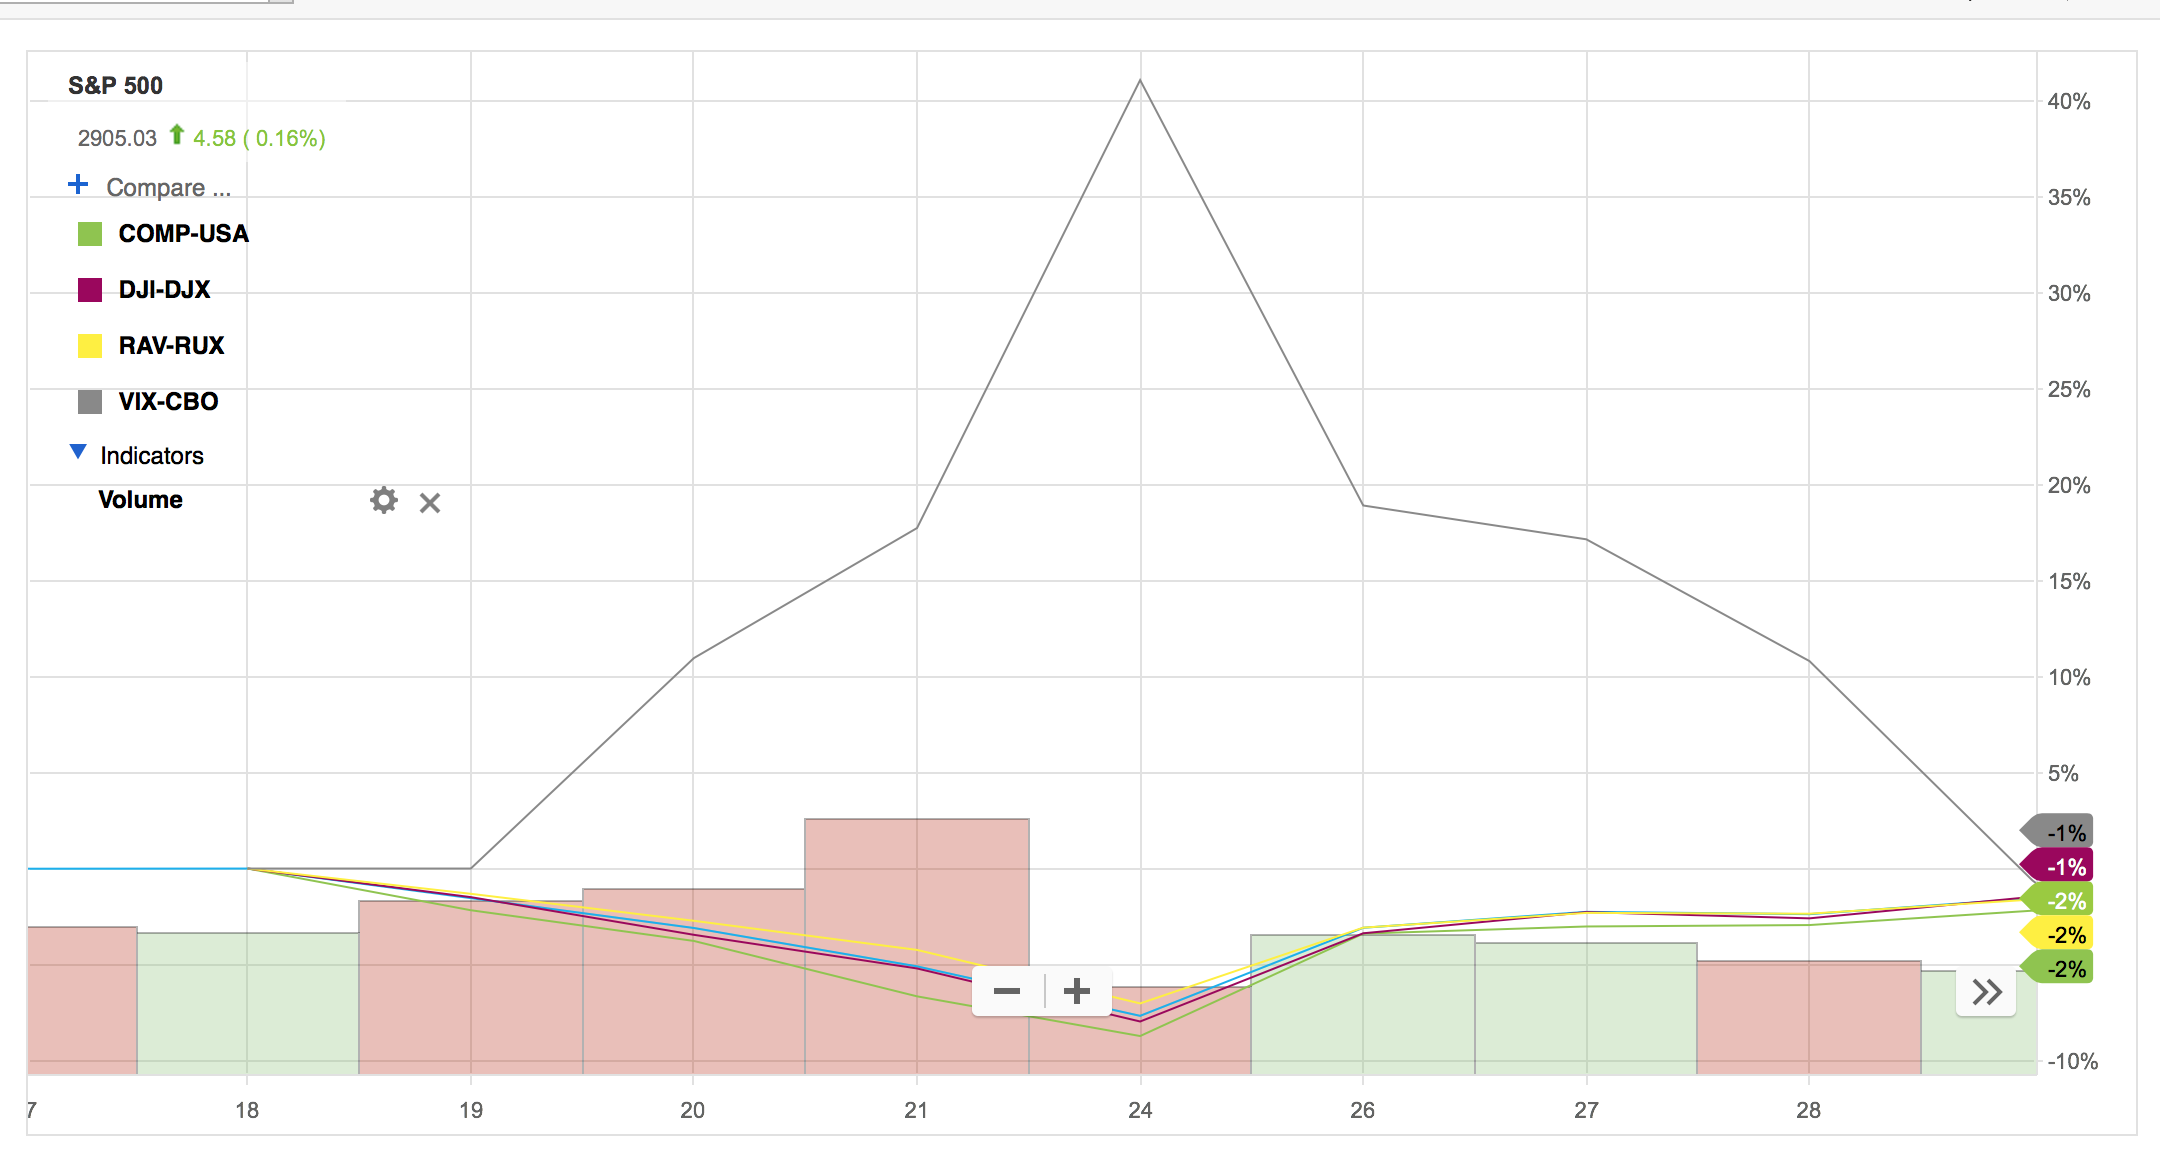 S&P 500
2905.03 4.58 ( 0.16%)
+ Compare ...
COMP-USA
DJI-DJX
RAV-RUX
VIX-CBO
Indicators
Volume
40%
35%
30%
25%
20%
15%
10%
5%
-1%
-1%
-2%
-2%
-2%
-10%
7 18 19 20 21 24 26 27 28